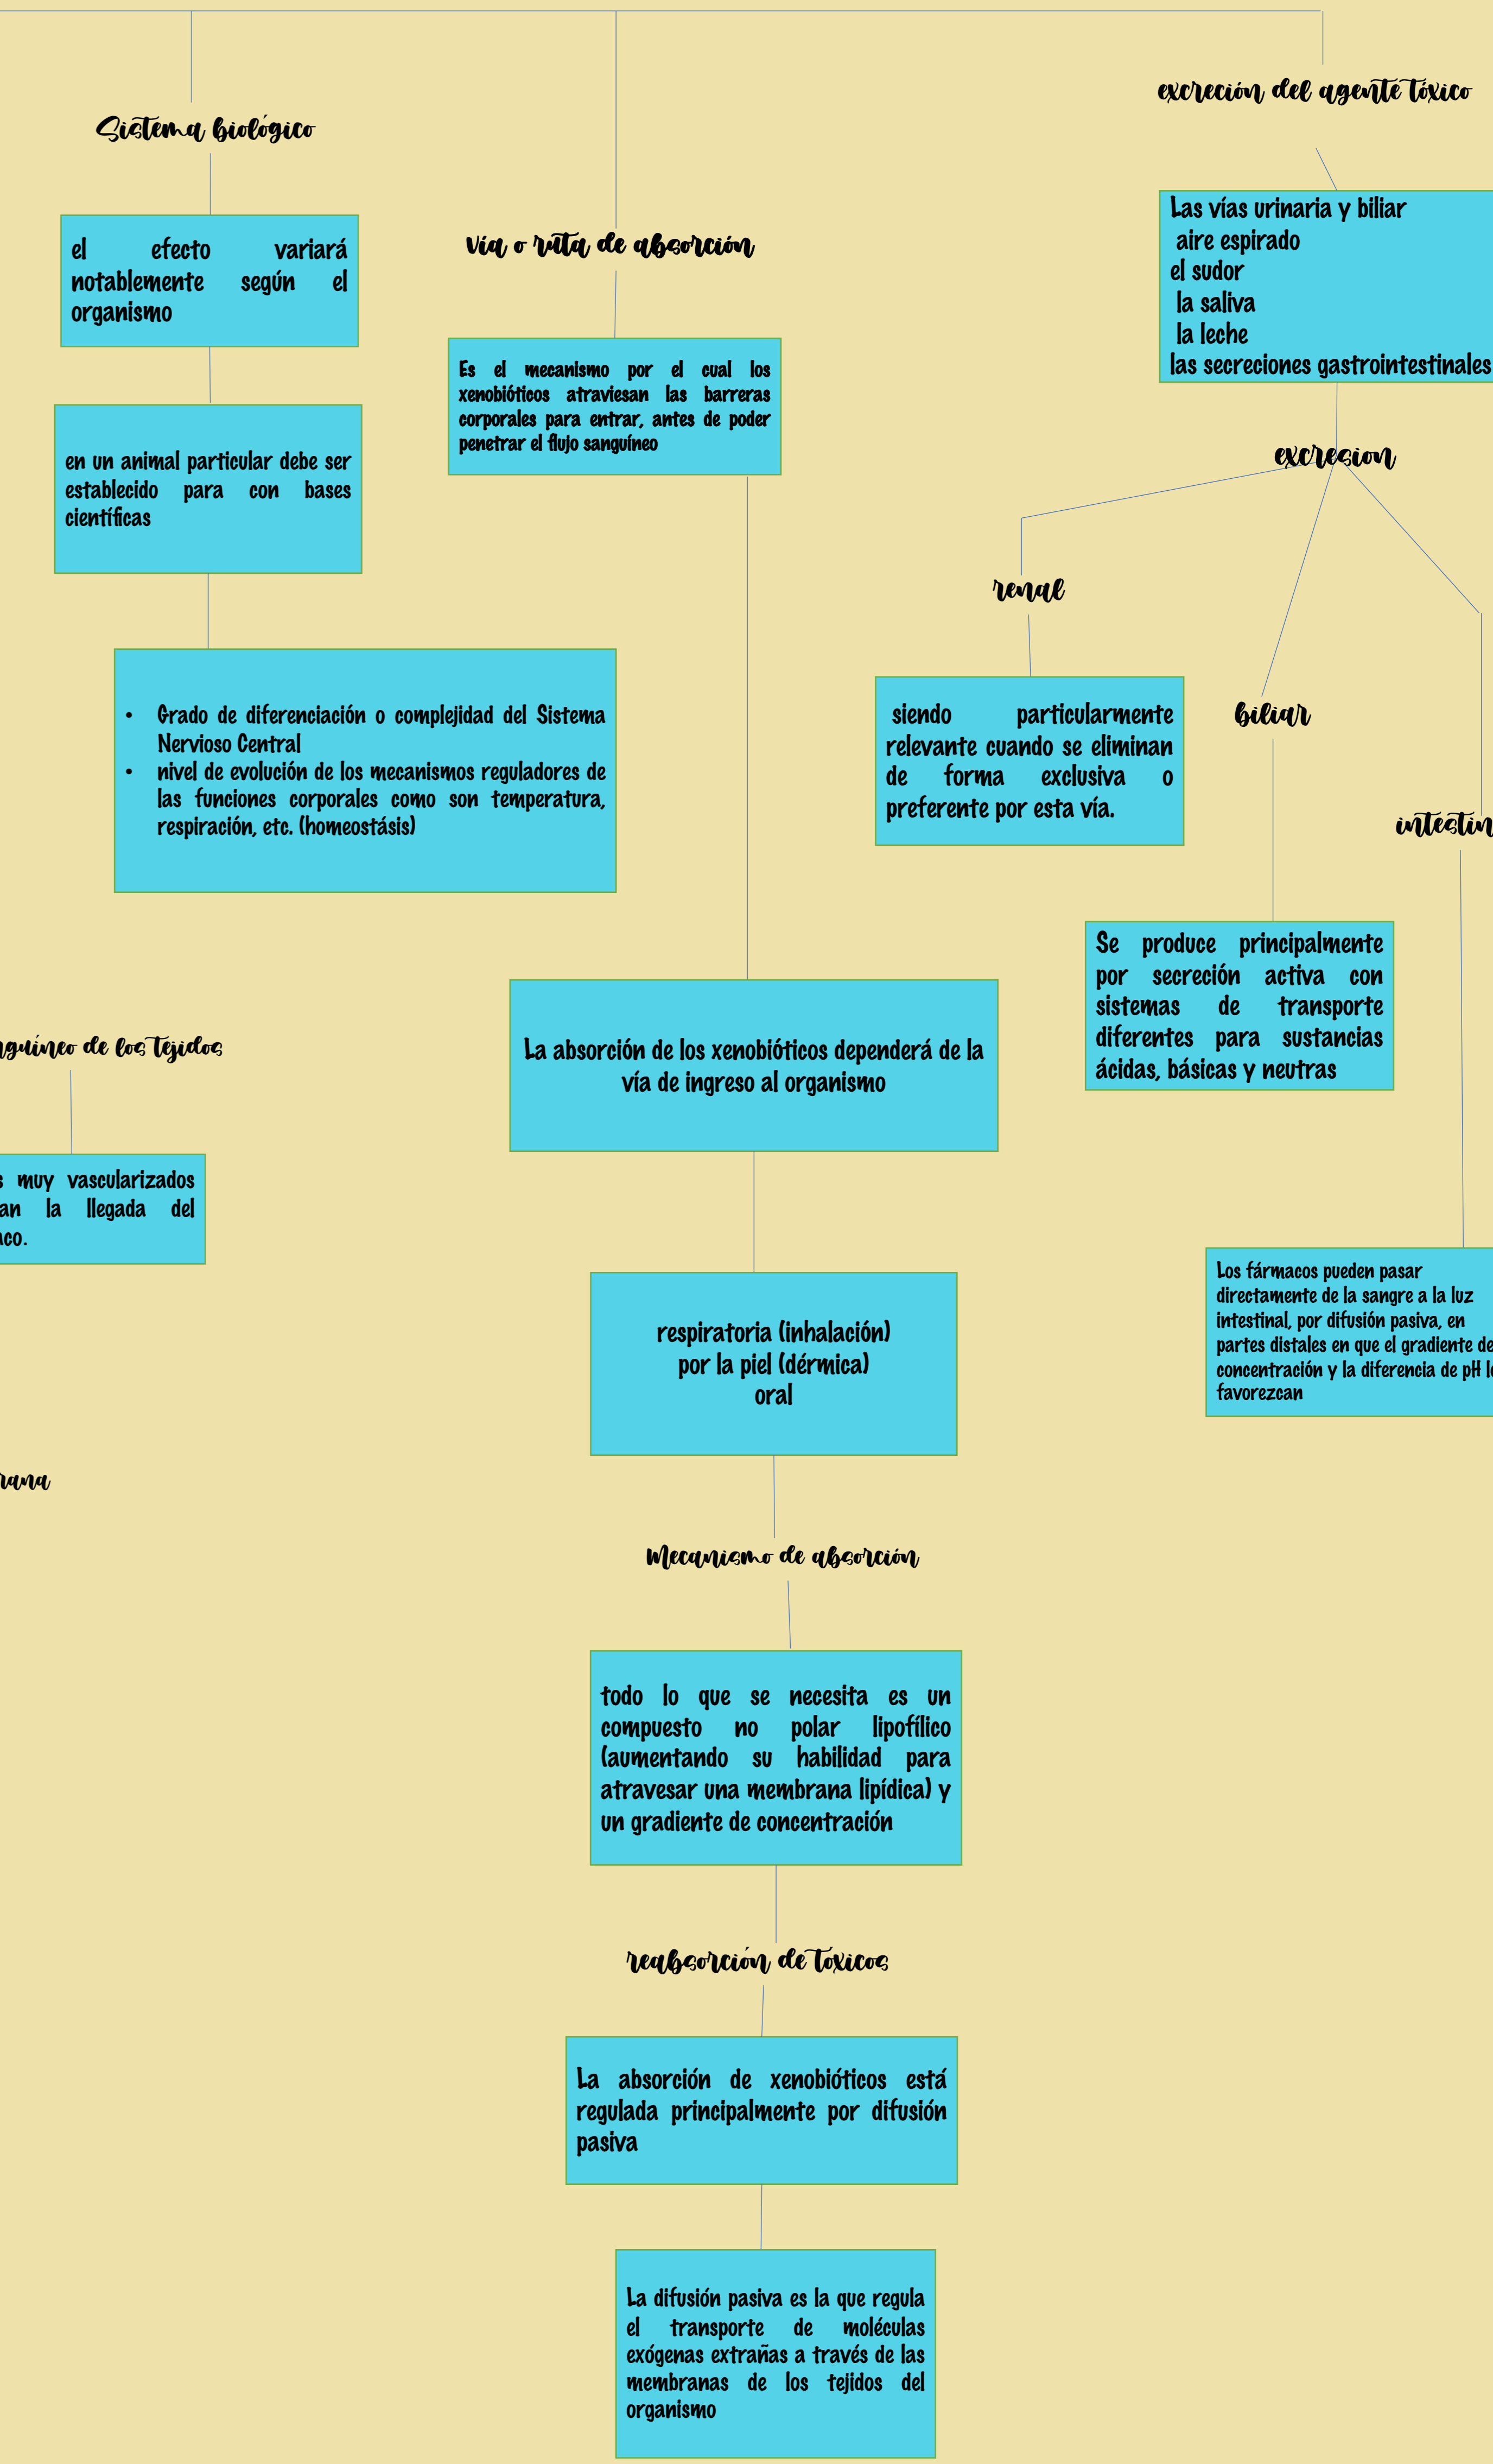 Sistema biológico
el efecto variará
notablemente según el
organismo
en un animal particular debe ser
establecido para con bases
científicas
• Grado de diferenciación o complejidad del Sistema
Nervioso Central
• nivel de evolución de los mecanismos reguladores de
las funciones corporales como son temperatura,
respiración, etc. (homeostásis)
de los tejidos
muy vascularizados
la llegada del
Vía o ruta de absorción
Es el mecanismo por el cual los
xenobióticos atraviesan las barreras
corporales para entrar, antes de poder
penetrar el flujo sanguíneo
La absorción de los xenobióticos dependerá de la
vía de ingreso al organismo
respiratoria (inhalación)
por la piel (dérmica)
oral
Mecanismo de absorción
todo lo que se necesita es un
compuesto no polar lipofílico
(aumentando su habilidad para
atravesar una membrana lipídica) y
un gradiente de concentración
reabsorción de toxicos
La absorción de xenobióticos está
regulada principalmente por difusión
pasiva
La difusión pasiva es la que regula
el transporte de moléculas
exógenas extrañas a través de las
membranas de los tejidos del
organismo
excreción del agente tóxico
Las vías urinaria y biliar
aire espirado
el sudor
la saliva
la leche
las secreciones gastrointestinales
excresion
renal
siendo particularmente
relevante cuando se eliminan
de forma exclusiva o
preferente por esta vía.
biliar
Se produce principalmente
por secreción activa con
sistemas de transporte
diferentes para sustancias
ácidas, básicas y neutras
intestin
Los fármacos pueden pasar
directamente de la sangre a la luz
intestinal, por difusión pasiva, en
partes distales en que el gradiente de
concentración y la diferencia de pH lo
favorezcan